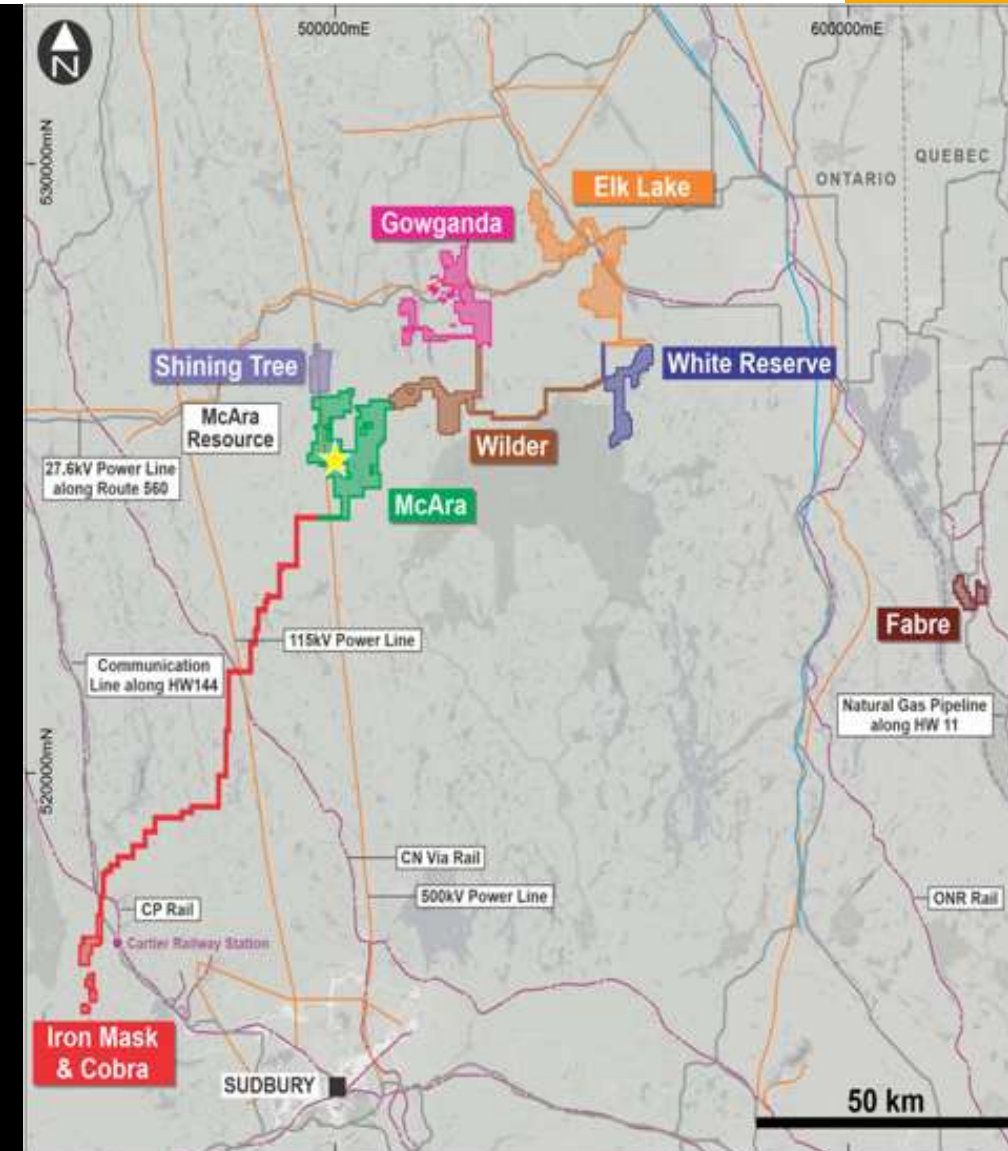 500000mE
600000mE
N
530000mN
QUEBEC
ONTARIO
Elk Lake
Gowganda
Shining Tree
White Reserve
McAra
Resource
Wilder
27.6kV Power Line
along Route 560
McAra
Fabre
115kV Power Line
Communication
Line along HW144
Natural Gas Pipeline
along HW 11
520000mN
CN Via Rail
500kV Power Line
ONR Rail
CP Rail
Cartier Railway Station
Iron Mask
& Cobra
SUDBURY
50 km